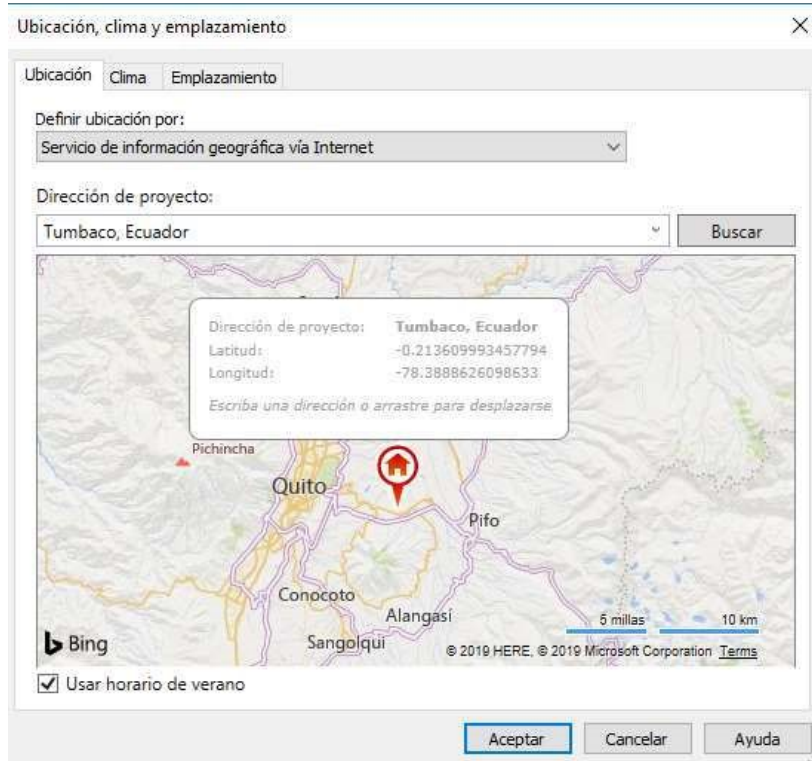 Ubicación, clima y emplazamiento
Ubicación Clima Emplazamiento
Definir ubicación por:
Servicio de información geográfica vía Internet
Dirección de proyecto:
Tumbaco, Ecuador Buscar
Dirección de proyecto: Tumbaco, Ecuador
Latitud: -0.213609993457794
Longitud: -78.3888626098633
Escriba una dirección o arrastre para desplazarse
Pichincha
Quito
Pifo
Conocoto
Alangasí
Sangolqui
5 millas 10 km
Bing
© 2019 HERE, © 2019 Microsoft Corporation Terms
Usar horario de verano
Aceptar Cancelar Ayuda